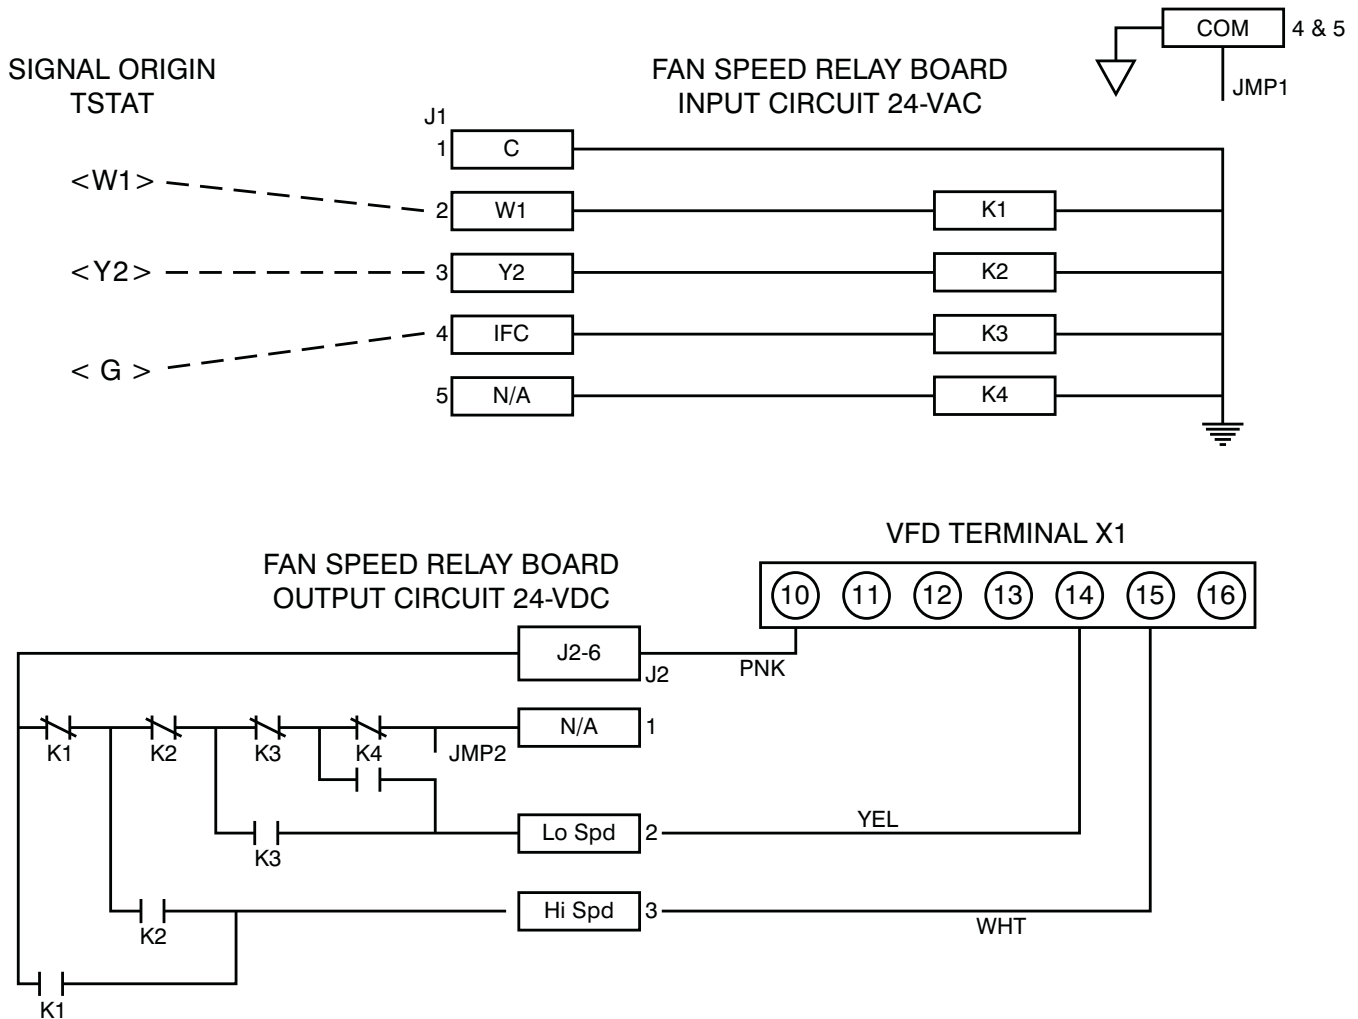 COM 4 & 5
JMP1
SIGNAL ORIGIN
TSTAT
FAN SPEED RELAY BOARD
INPUT CIRCUIT 24-VAC
J1
1 C
<W1>
2 W1 K1
<Y2> 3 Y2 K2
4 IFC K3
< G >
5 N/A K4
VFD TERMINAL X1
FAN SPEED RELAY BOARD
OUTPUT CIRCUIT 24-VDC
10 11 12 13 14 15 16
J2-6 J2 PNK
N/A 1
K1 K2 K3 K4 JMP2
YEL
Lo Spd 2
K3
Hi Spd 3
WHT
K2
K1